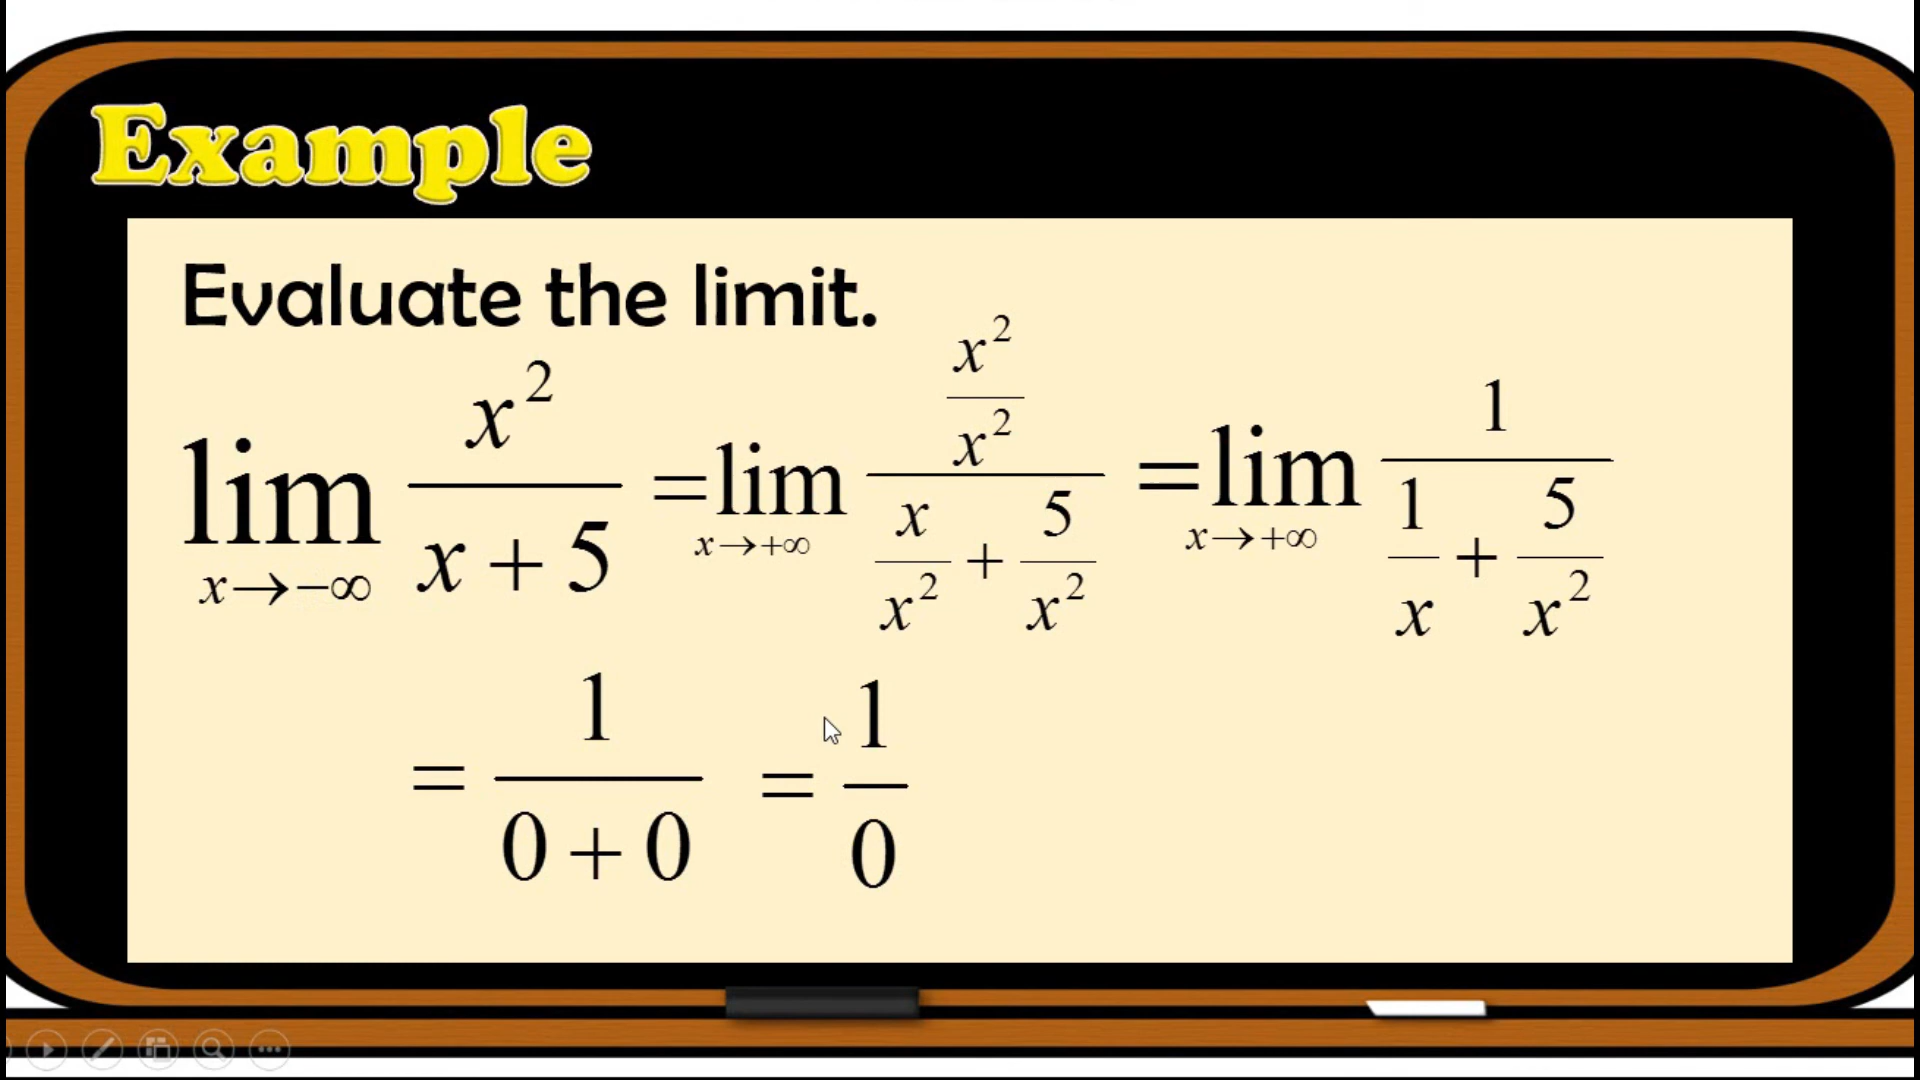 Example
Evaluate the limit.
lim x→−∞ x²/(x + 5) = lim x→+∞ (x²/x²)/(x/x² + 5/x²) = lim x→+∞ 1/(1/x + 5/x²)
= 1/(0 + 0) = 1/0